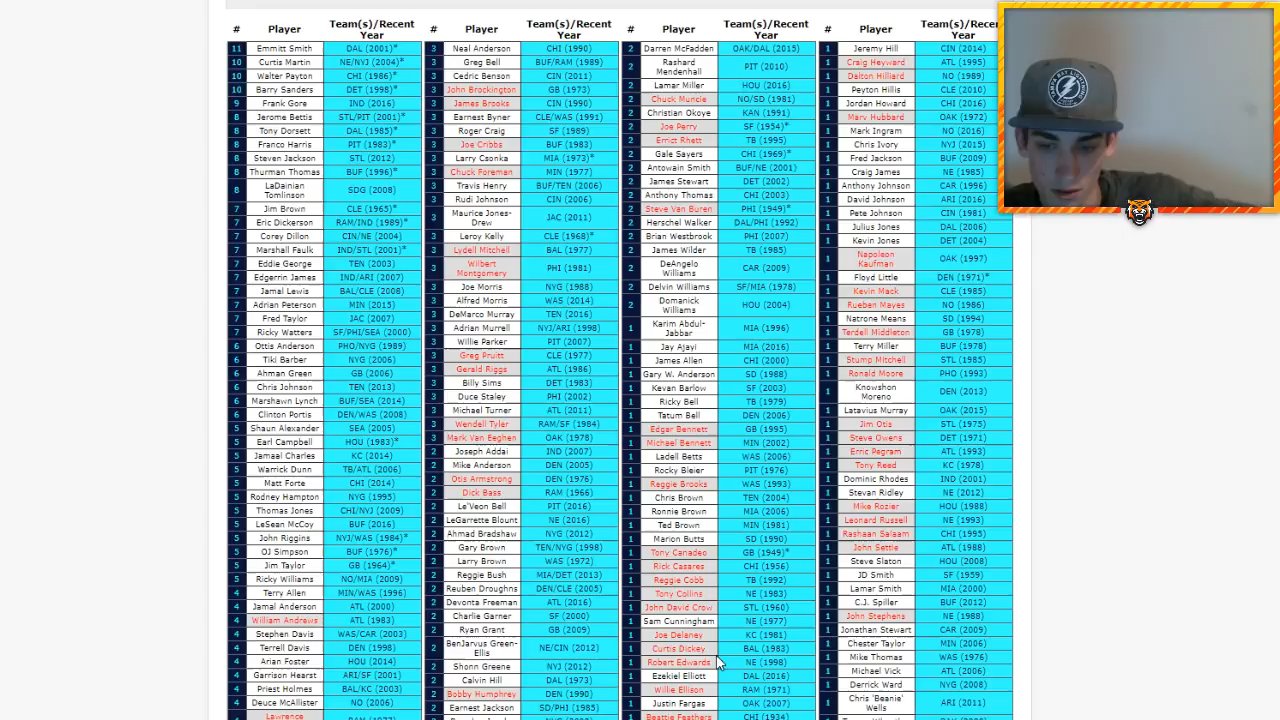 # Player Team(s)/Recent Year
11 Emmitt Smith DAL (2001)*
10 Curtis Martin NE/NYJ (2004)*
10 Walter Payton CHI (1986)*
10 Barry Sanders DET (1998)*
9 Frank Gore IND (2016)
8 Jerome Bettis STL/PIT (2001)*
8 Tony Dorsett DAL (1985)*
8 Franco Harris PIT (1983)*
8 Steven Jackson STL (2012)
8 Thurman Thomas BUF (1996)*
8 LaDainian Tomlinson SDG (2008)
7 Jim Brown CLE (1965)*
7 Eric Dickerson RAM/IND (1989)*
7 Corey Dillon CIN/NE (2004)
7 Marshall Faulk IND/STL (2001)*
7 Eddie George TEN (2003)
7 Edgerrin James IND/ARI (2007)
7 Jamal Lewis BAL/CLE (2008)
7 Adrian Peterson MIN (2015)
7 Fred Taylor JAC (2007)
7 Ricky Watters SF/PHI/SEA (2000)
6 Ottis Anderson PHO/NYG (1989)
6 Tiki Barber NYG (2006)
6 Ahman Green GB (2006)
6 Chris Johnson TEN (2013)
6 Marshawn Lynch BUF/SEA (2014)
6 Clinton Portis DEN/WAS (2008)
5 Shaun Alexander SEA (2005)
5 Earl Campbell HOU (1983)*
5 Jamaal Charles KC (2014)
5 Warrick Dunn TB/ATL (2006)
5 Matt Forte CHI (2014)
5 Rodney Hampton NYG (1995)
5 Thomas Jones CHI/NYJ (2009)
5 LeSean McCoy BUF (2016)
5 John Riggins NYJ/WAS (1984)*
5 OJ Simpson BUF (1976)*
5 Jim Taylor GB (1964)*
5 Ricky Williams NO/MIA (2009)
4 Terry Allen MIN/WAS (1996)
4 Jamal Anderson ATL (2000)
4 William Andrews ATL (1983)
4 Stephen Davis WAS/CAR (2003)
4 Terrell Davis DEN (1998)
4 Arian Foster HOU (2014)
4 Garrison Hearst ARI/SF (2001)
4 Priest Holmes BAL/KC (2003)
4 Deuce McAllister NO (2006)
Lawrence
# Player Team(s)/Recent Year
3 Neal Anderson CHI (1990)
3 Greg Bell BUF/RAM (1989)
3 Cedric Benson CIN (2011)
3 John Brockington GB (1973)
3 James Brooks CIN (1990)
3 Earnest Byner CLE/WAS (1991)
3 Roger Craig SF (1989)
3 Joe Cribbs BUF (1983)
3 Larry Csonka MIA (1973)*
3 Chuck Foreman MIN (1977)
3 Travis Henry BUF/TEN (2006)
3 Rudi Johnson CIN (2006)
3 Maurice Jones-Drew JAC (2011)
3 Leroy Kelly CLE (1968)*
3 Lydell Mitchell BAL (1977)
3 Wilbert Montgomery PHI (1981)
3 Joe Morris NYG (1988)
3 Alfred Morris WAS (2014)
3 DeMarco Murray TEN (2016)
3 Adrian Murrell NYJ/ARI (1998)
3 Willie Parker PIT (2007)
3 Greg Pruitt CLE (1977)
3 Gerald Riggs ATL (1986)
3 Billy Sims DET (1983)
3 Duce Staley PHI (2002)
3 Michael Turner ATL (2011)
3 Wendell Tyler RAM/SF (1984)
3 Mark Van Eeghen OAK (1978)
2 Joseph Addai IND (2007)
2 Mike Anderson DEN (2005)
2 Otis Armstrong DEN (1976)
2 Dick Bass RAM (1966)
2 Le'Veon Bell PIT (2016)
2 LeGarrette Blount NE (2016)
2 Ahmad Bradshaw NYG (2012)
2 Gary Brown TEN/NYG (1998)
2 Larry Brown WAS (1972)
2 Reggie Bush MIA/DET (2013)
2 Reuben Droughns DEN/CLE (2005)
2 Devonta Freeman ATL (2016)
2 Charlie Garner SF (2000)
2 Ryan Grant GB (2009)
2 BenJarvus Green-Ellis NE/CIN (2012)
2 Shonn Greene NYJ (2012)
2 Calvin Hill DAL (1973)
2 Bobby Humphrey DEN (1990)
2 Earnest Jackson SD/PHI (1985)
# Player Team(s)/Recent Year
2 Darren McFadden OAK/DAL (2015)
2 Rashard Mendenhall PIT (2010)
2 Lamar Miller HOU (2016)
2 Chuck Muncie NO/SD (1981)
2 Christian Okoye KAN (1991)
2 Joe Perry SF (1954)*
2 Errict Rhett TB (1995)
2 Gale Sayers CHI (1969)*
2 Antowain Smith BUF/NE (2001)
2 James Stewart DET (2002)
2 Anthony Thomas CHI (2003)
2 Steve Van Buren PHI (1949)*
2 Herschel Walker DAL/PHI (1992)
2 Brian Westbrook PHI (2007)
2 James Wilder TB (1985)
2 DeAngelo Williams CAR (2009)
2 Delvin Williams SF/MIA (1978)
2 Domanick Williams HOU (2004)
1 Karim Abdul-Jabbar MIA (1996)
1 Jay Ajayi MIA (2016)
1 James Allen CHI (2000)
1 Gary W. Anderson SD (1988)
1 Kevan Barlow SF (2003)
1 Ricky Bell TB (1979)
1 Tatum Bell DEN (2006)
1 Edgar Bennett GB (1995)
1 Michael Bennett MIN (2002)
1 Ladell Betts WAS (2006)
1 Rocky Bleier PIT (1976)
1 Reggie Brooks WAS (1993)
1 Chris Brown TEN (2004)
1 Ronnie Brown MIA (2006)
1 Ted Brown MIN (1981)
1 Marion Butts SD (1990)
1 Tony Canadeo GB (1949)*
1 Rick Casares CHI (1956)
1 Reggie Cobb TB (1992)
1 Tony Collins NE (1983)
1 John David Crow STL (1960)
1 Sam Cunningham NE (1977)
1 Joe Delaney KC (1981)
1 Curtis Dickey BAL (1983)
1 Robert Edwards NE (1998)
1 Ezekiel Elliott DAL (2016)
1 Willie Ellison RAM (1971)
1 Justin Fargas OAK (2007)
1 Beattie Feathers CHI (1934)
# Player Team(s)/Recent Year
1 Jeremy Hill CIN (2014)
1 Craig Heyward ATL (1995)
1 Dalton Hilliard NO (1989)
1 Peyton Hillis CLE (2010)
1 Jordan Howard CHI (2016)
1 Marv Hubbard OAK (1972)
1 Mark Ingram NO (2016)
1 Chris Ivory NYJ (2015)
1 Fred Jackson BUF (2009)
1 Craig James NE (1985)
1 Anthony Johnson CAR (1996)
1 David Johnson ARI (2016)
1 Pete Johnson CIN (1981)
1 Julius Jones DAL (2006)
1 Kevin Jones DET (2004)
1 Napoleon Kaufman OAK (1997)
1 Floyd Little DEN (1971)*
1 Kevin Mack CLE (1985)
1 Rueben Mayes NO (1986)
1 Natrone Means SD (1994)
1 Terdell Middleton GB (1978)
1 Terry Miller BUF (1978)
1 Stump Mitchell STL (1985)
1 Ronald Moore PHO (1993)
1 Knowshon Moreno DEN (2013)
1 Latavius Murray OAK (2015)
1 Jim Otis STL (1975)
1 Steve Owens DET (1971)
1 Erric Pegram ATL (1993)
1 Tony Reed KC (1978)
1 Dominic Rhodes IND (2001)
1 Stevan Ridley NE (2012)
1 Mike Rozier HOU (1988)
1 Leonard Russell NE (1993)
1 Rashaan Salaam CHI (1995)
1 John Settle ATL (1988)
1 Steve Slaton HOU (2008)
1 JD Smith SF (1959)
1 Lamar Smith MIA (2000)
1 C.J. Spiller BUF (2012)
1 John Stephens NE (1988)
1 Jonathan Stewart CAR (2009)
1 Chester Taylor MIN (2006)
1 Mike Thomas WAS (1976)
1 Michael Vick ATL (2006)
1 Derrick Ward NYG (2008)
1 Chris 'Beanie' Wells ARI (2011)